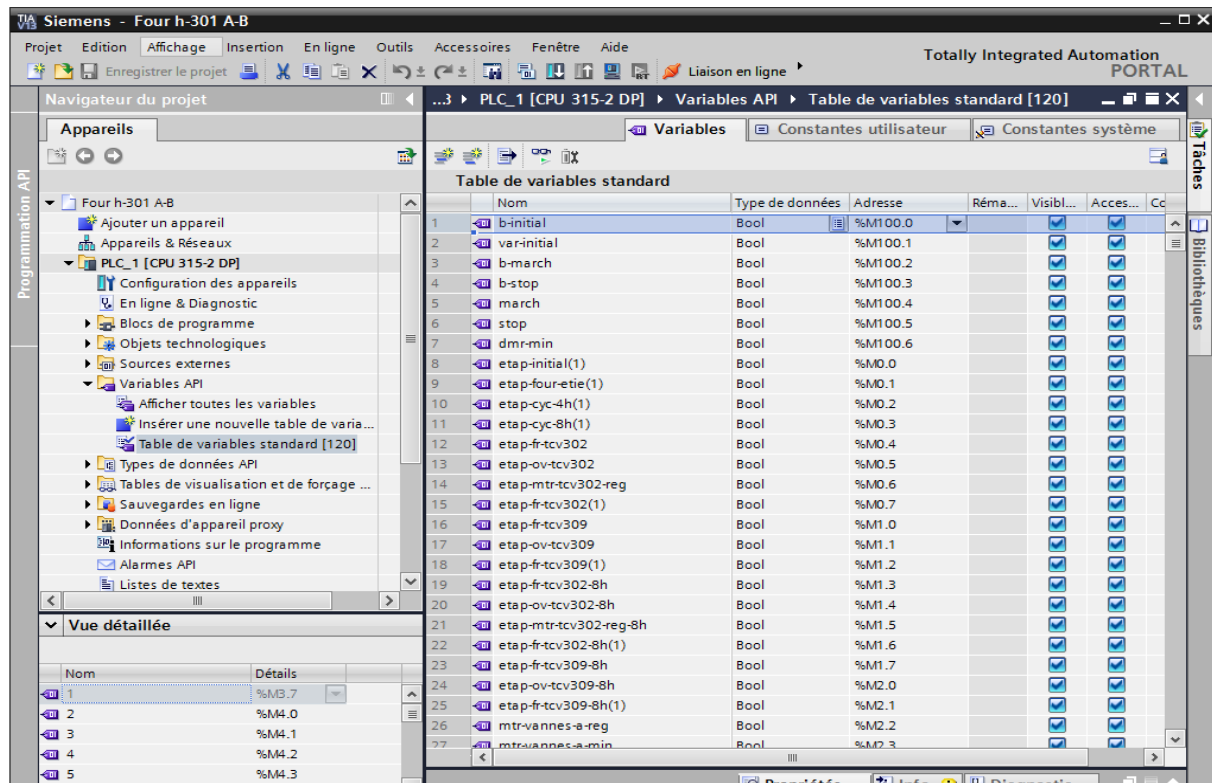 TIA V13 Siemens - Four h-301 A-B
Projet Edition Affichage Insertion En ligne Outils Accessoires Fenêtre Aide
Totally Integrated Automation
PORTAL
Enregistrer le projet Liaison en ligne
Navigateur du projet
...3 PLC_1 [CPU 315-2 DP] Variables API Table de variables standard [120]
Appareils
Variables Constantes utilisateur Constantes système
Programmation API
Four h-301 A-B
Ajouter un appareil
Appareils & Réseaux
PLC_1 [CPU 315-2 DP]
Configuration des appareils
En ligne & Diagnostic
Blocs de programme
Objets technologiques
Sources externes
Variables API
Afficher toutes les variables
Insérer une nouvelle table de varia...
Table de variables standard [120]
Types de données API
Tables de visualisation et de forçage ...
Sauvegardes en ligne
Données d'appareil proxy
Informations sur le programme
Alarmes API
Listes de textes
Vue détaillée
Nom Détails
1 %M3.7
2 %M4.0
3 %M4.1
4 %M4.2
5 %M4.3
Table de variables standard
Nom Type de données Adresse Réma... Visibl... Acces... Co
1 b-initial Bool %M100.0
2 var-initial Bool %M100.1
3 b-march Bool %M100.2
4 b-stop Bool %M100.3
5 march Bool %M100.4
6 stop Bool %M100.5
7 dmr-min Bool %M100.6
8 etap-initial(1) Bool %M0.0
9 etap-four-etie(1) Bool %M0.1
10 etap-cyc-4h(1) Bool %M0.2
11 etap-cyc-8h(1) Bool %M0.3
12 etap-fr-tcv302 Bool %M0.4
13 etap-ov-tcv302 Bool %M0.5
14 etap-mtr-tcv302-reg Bool %M0.6
15 etap-fr-tcv302(1) Bool %M0.7
16 etap-fr-tcv309 Bool %M1.0
17 etap-ov-tcv309 Bool %M1.1
18 etap-fr-tcv309(1) Bool %M1.2
19 etap-fr-tcv302-8h Bool %M1.3
20 etap-ov-tcv302-8h Bool %M1.4
21 etap-mtr-tcv302-reg-8h Bool %M1.5
22 etap-fr-tcv302-8h(1) Bool %M1.6
23 etap-fr-tcv309-8h Bool %M1.7
24 etap-ov-tcv309-8h Bool %M2.0
25 etap-fr-tcv309-8h(1) Bool %M2.1
26 mtr-vannes-a-reg Bool %M2.2
27 mtr-vannes-a-min Bool %M2.3
Propriétés Info Diagnostic
Tâches
Bibliothèques